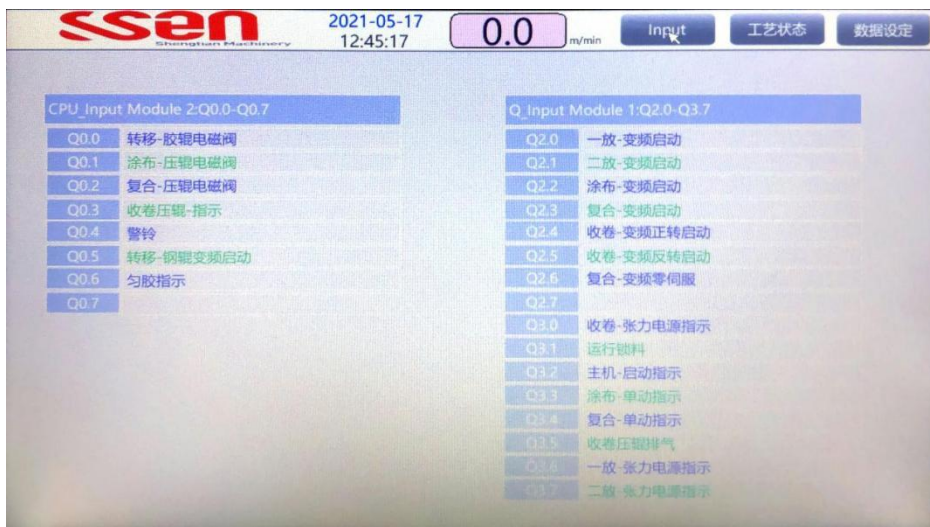 SSEN
Shenghan Machinery
2021-05-17
12:45:17
0.0 m/min
Input
工艺状态
数据设定
CPU_Input Module 2:Q0.0-Q0.7
Q0.0 转移-胶辊电磁阀
Q0.1 涂布-压辊电磁阀
Q0.2 复合-压辊电磁阀
Q0.3 收卷压辊-指示
Q0.4 警铃
Q0.5 转移-钢辊变频启动
Q0.6 匀胶指示
Q0.7
Q_Input Module 1:Q2.0-Q3.7
Q2.0 一放-变频启动
Q2.1 二放-变频启动
Q2.2 涂布-变频启动
Q2.3 复合-变频启动
Q2.4 收卷-变频正转启动
Q2.5 收卷-变频反转启动
Q2.6 复合-变频零伺服
Q2.7
Q3.0 收卷-张力电源指示
Q3.1 运行锁料
Q3.2 主机-启动指示
Q3.3 涂布-单动指示
Q3.4 复合-单动指示
Q3.5 收卷压辊排气
Q3.6 一放-张力电源指示
Q3.7 二放-张力电源指示